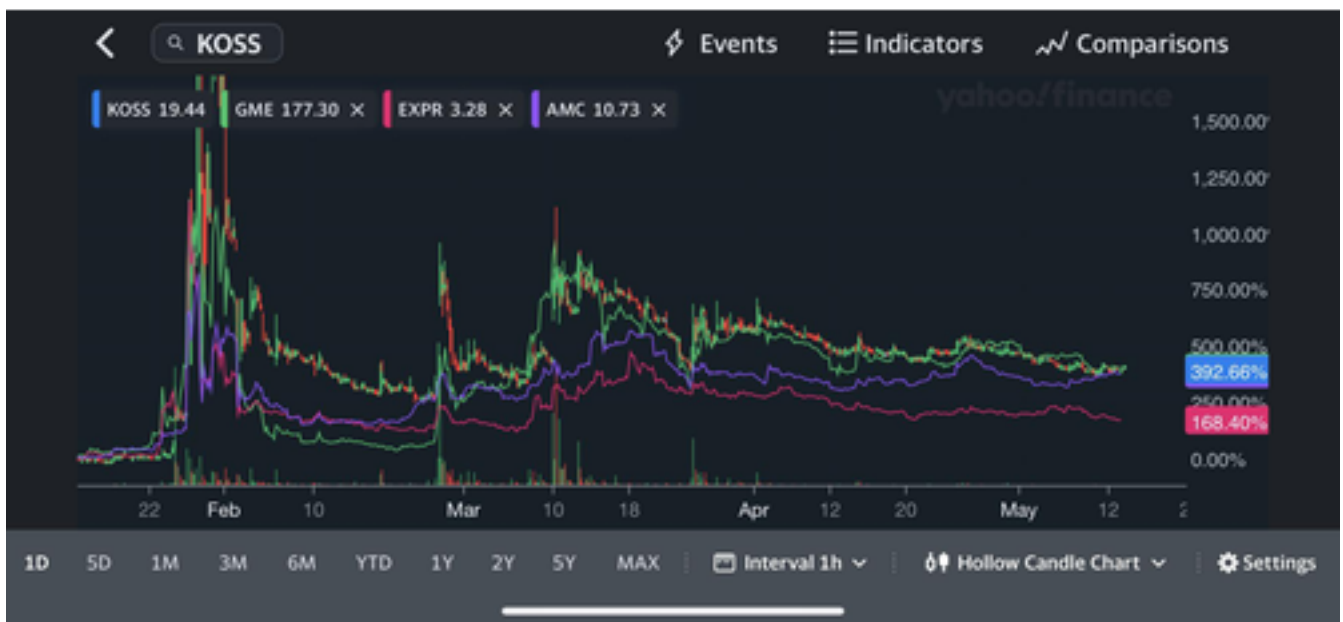 KOSS
Events
Indicators
Comparisons
yahoo!finance
KOSS 19.44
GME 177.30 ×
EXPR 3.28 ×
AMC 10.73 ×
1,500.00
1,250.00
1,000.00
750.00%
500.00%
392.66%
250.00%
168.40%
0.00%
22 Feb 10 Mar 10 18 Apr 12 20 May 12
1D 5D 1M 3M 6M YTD 1Y 2Y 5Y MAX Interval 1h Hollow Candle Chart Settings